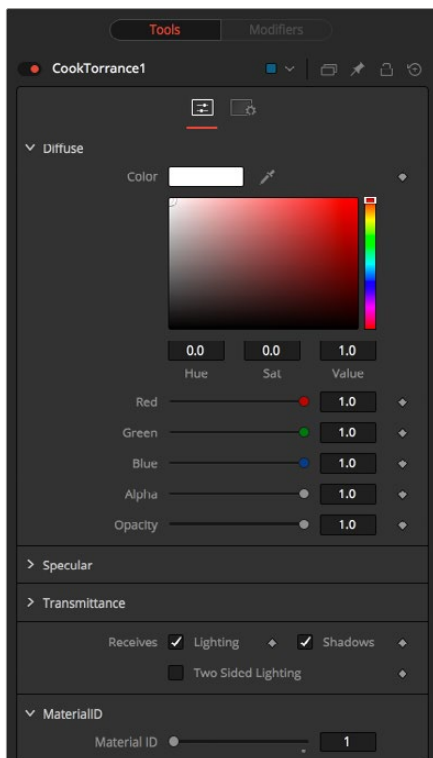 Tools Modifiers
CookTorrance1
Diffuse
Color
0.0 0.0 1.0
Hue Sat Value
Red 1.0
Green 1.0
Blue 1.0
Alpha 1.0
Opacity 1.0
Specular
Transmittance
Receives Lighting Shadows
Two Sided Lighting
MaterialID
Material ID 1